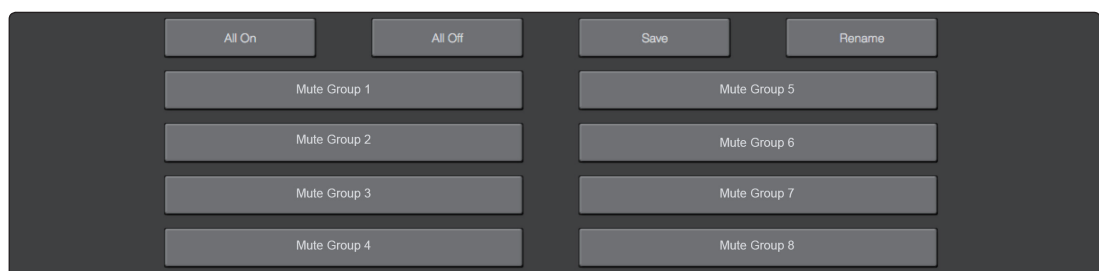 All On
All Off
Save
Rename
Mute Group 1
Mute Group 5
Mute Group 2
Mute Group 6
Mute Group 3
Mute Group 7
Mute Group 4
Mute Group 8